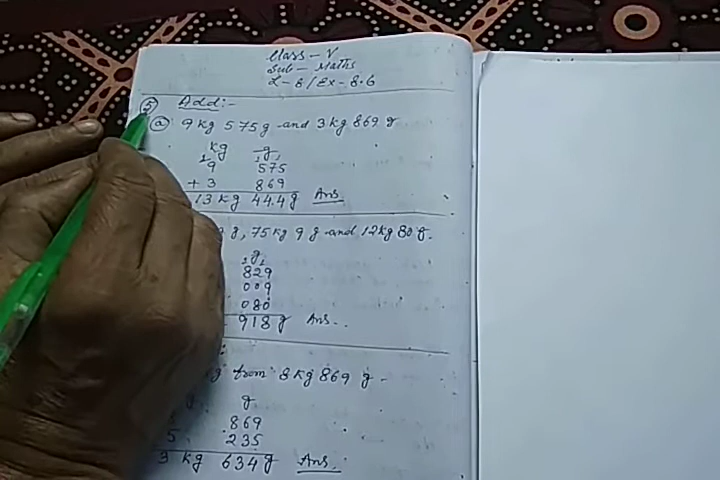 Class - V
Sub - Maths
L - 8 / Ex - 8.6
⑤ Add:-
ⓐ 9 kg 575 g and 3 kg 869 g
kg g
9 575
+ 3 869
13 kg 444 g Ans
g, 75 kg 9 g and 12 kg 80 g.
g
829
009
080
918 g Ans.
from 8 kg 869 g.
g
869
5 235
3 kg 634 g Ans.